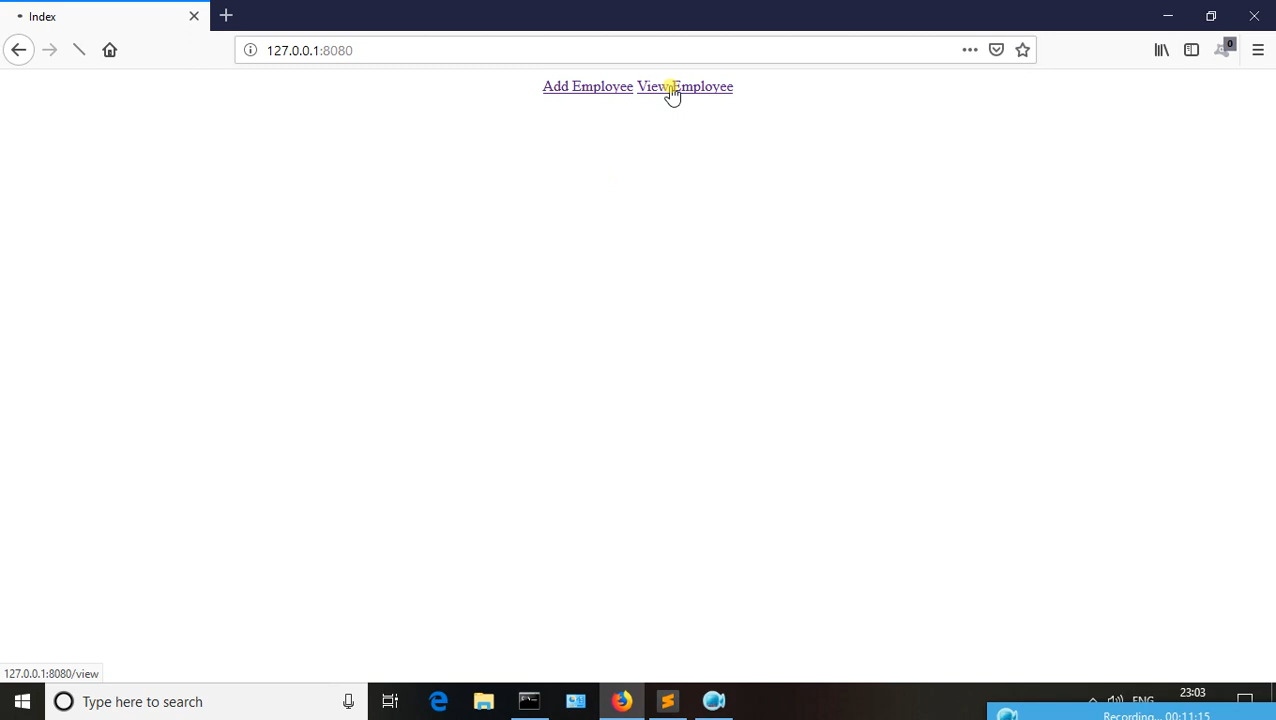 Index
127.0.0.1:8080
0
Add Employee View Employee
127.0.0.1:8080/view
Type here to search
ENG
23:03
Recording... 00:11:15